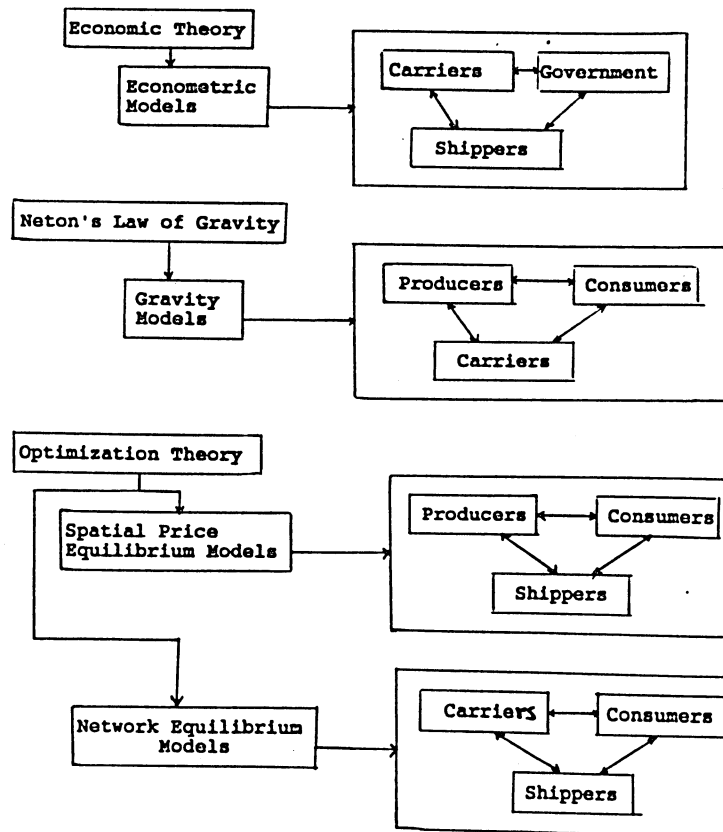 Economic Theory
Econometric
Models
Carriers
Government
Shippers
Neton's Law of Gravity
Gravity
Models
Producers
Consumers
Carriers
Optimization Theory
Spatial Price
Equilibrium Models
Producers
Consumers
Shippers
Network Equilibrium
Models
Carriers
Consumers
Shippers